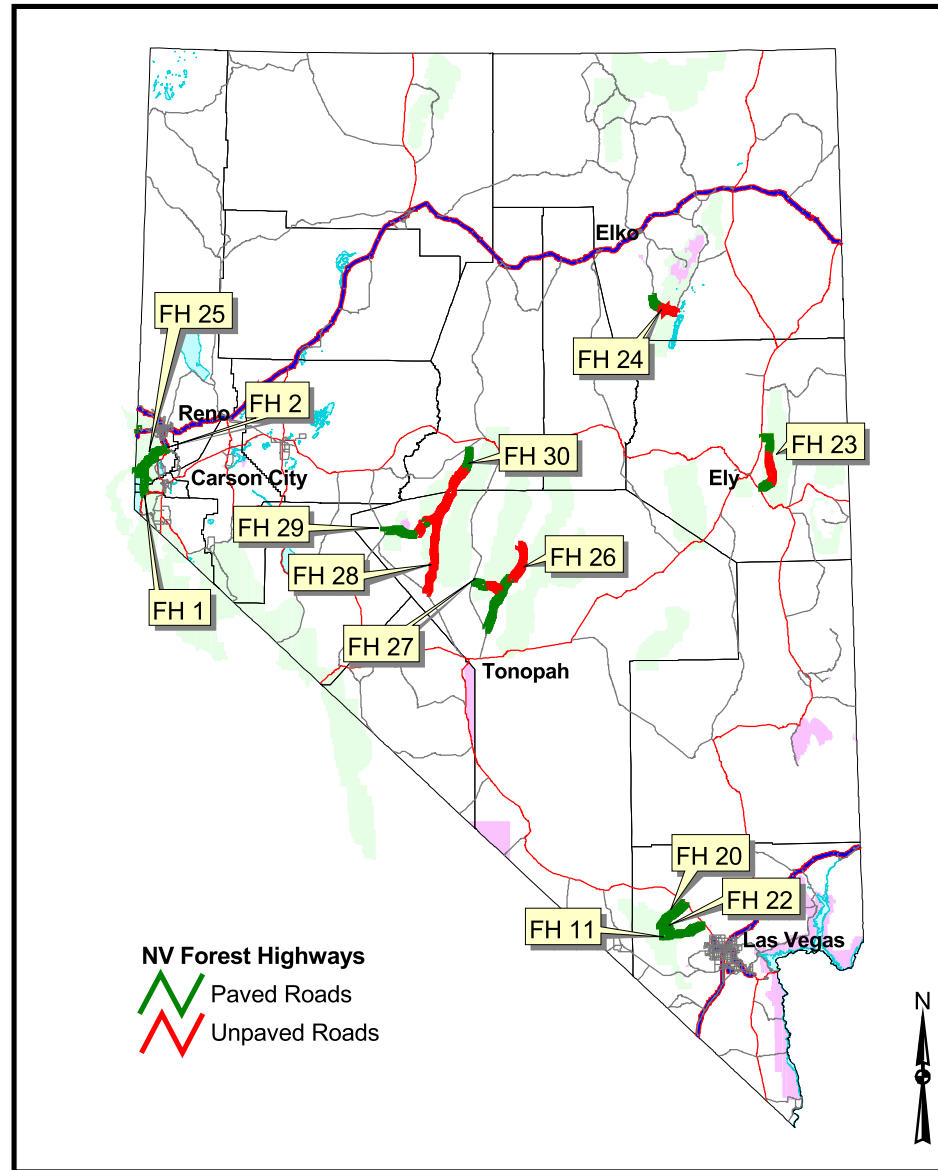 Elko
FH 25
FH 24
FH 2
Reno
FH 23
FH 30
Ely
Carson City
FH 29
FH 26
FH 28
FH 1
FH 27
Tonopah
FH 20
FH 22
FH 11
Las Vegas
NV Forest Highways
Paved Roads
Unpaved Roads
N